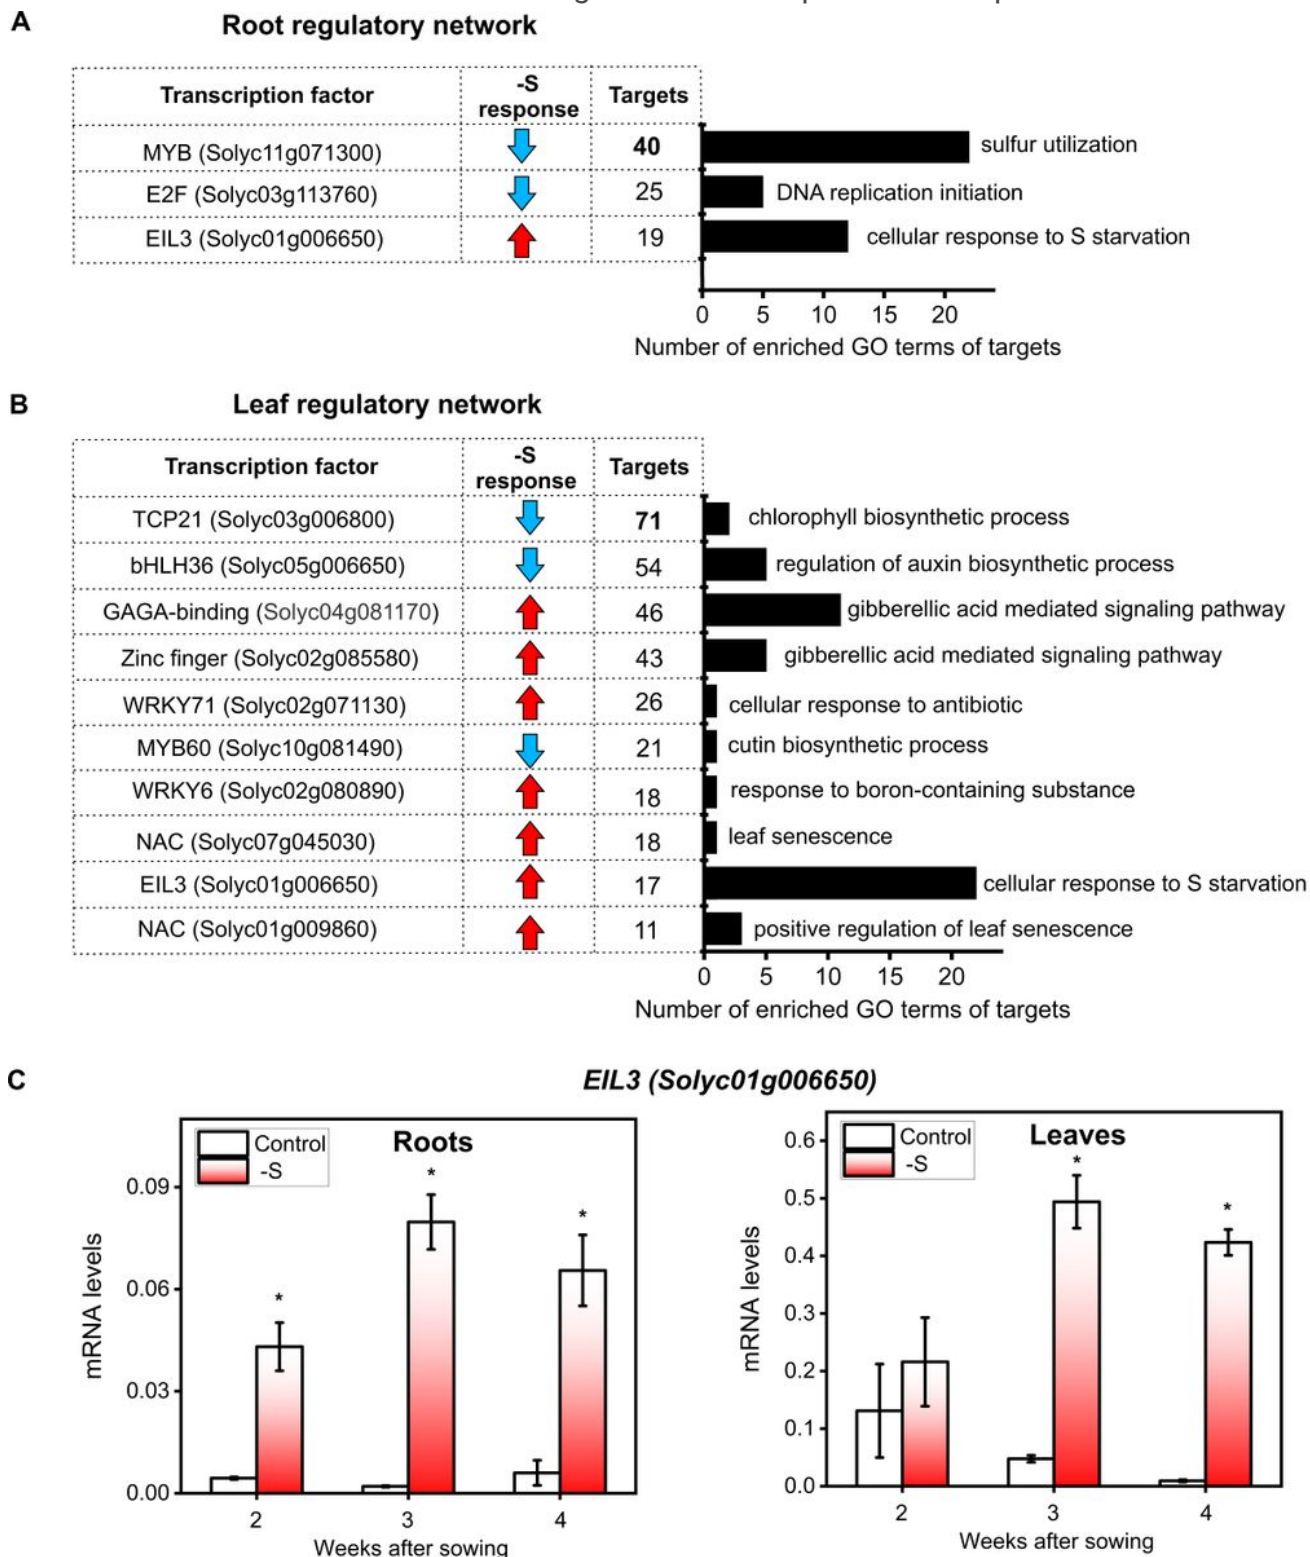 A
Root regulatory network
Transcription factor
-S response
Targets
MYB (Solyc11g071300) 40 sulfur utilization
E2F (Solyc03g113760) 25 DNA replication initiation
EIL3 (Solyc01g006650) 19 cellular response to S starvation
0 5 10 15 20
Number of enriched GO terms of targets
B
Leaf regulatory network
Transcription factor
-S response
Targets
TCP21 (Solyc03g006800) 71 chlorophyll biosynthetic process
bHLH36 (Solyc05g006650) 54 regulation of auxin biosynthetic process
GAGA-binding (Solyc04g081170) 46 gibberellic acid mediated signaling pathway
Zinc finger (Solyc02g085580) 43 gibberellic acid mediated signaling pathway
WRKY71 (Solyc02g071130) 26 cellular response to antibiotic
MYB60 (Solyc10g081490) 21 cutin biosynthetic process
WRKY6 (Solyc02g080890) 18 response to boron-containing substance
NAC (Solyc07g045030) 18 leaf senescence
EIL3 (Solyc01g006650) 17 cellular response to S starvation
NAC (Solyc01g009860) 11 positive regulation of leaf senescence
0 5 10 15 20
Number of enriched GO terms of targets
C
EIL3 (Solyc01g006650)
Roots
Control
-S
mRNA levels
0.09
0.06
0.03
0.00
* * *
2 3 4
Weeks after sowing
Leaves
Control
-S
mRNA levels
0.6
0.5
0.4
0.3
0.2
0.1
0.0
* *
2 3 4
Weeks after sowing